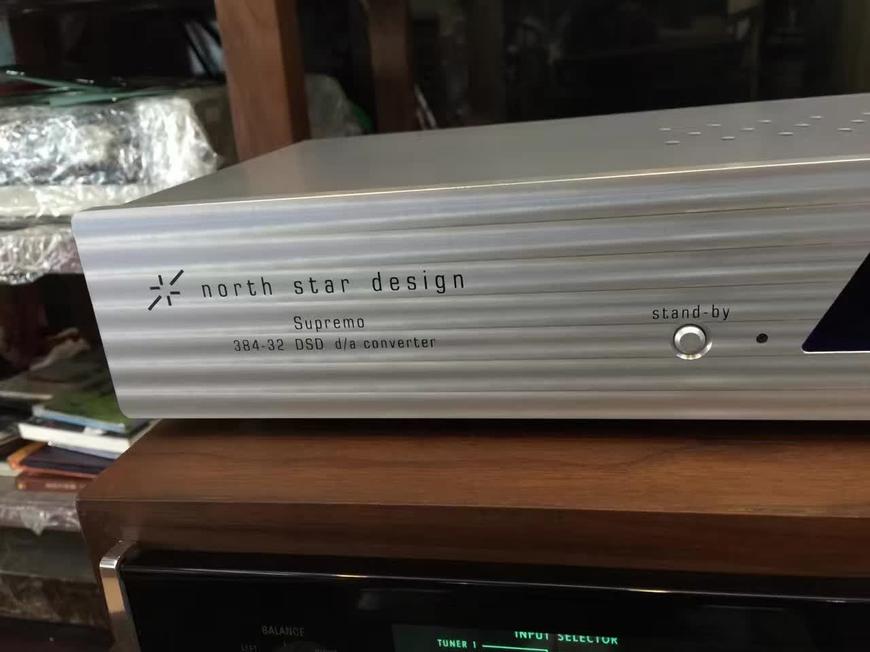 north star design
Supremo
384-32 DSD d/a converter
stand-by
BALANCE
INPUT SELECTOR
TUNER 1